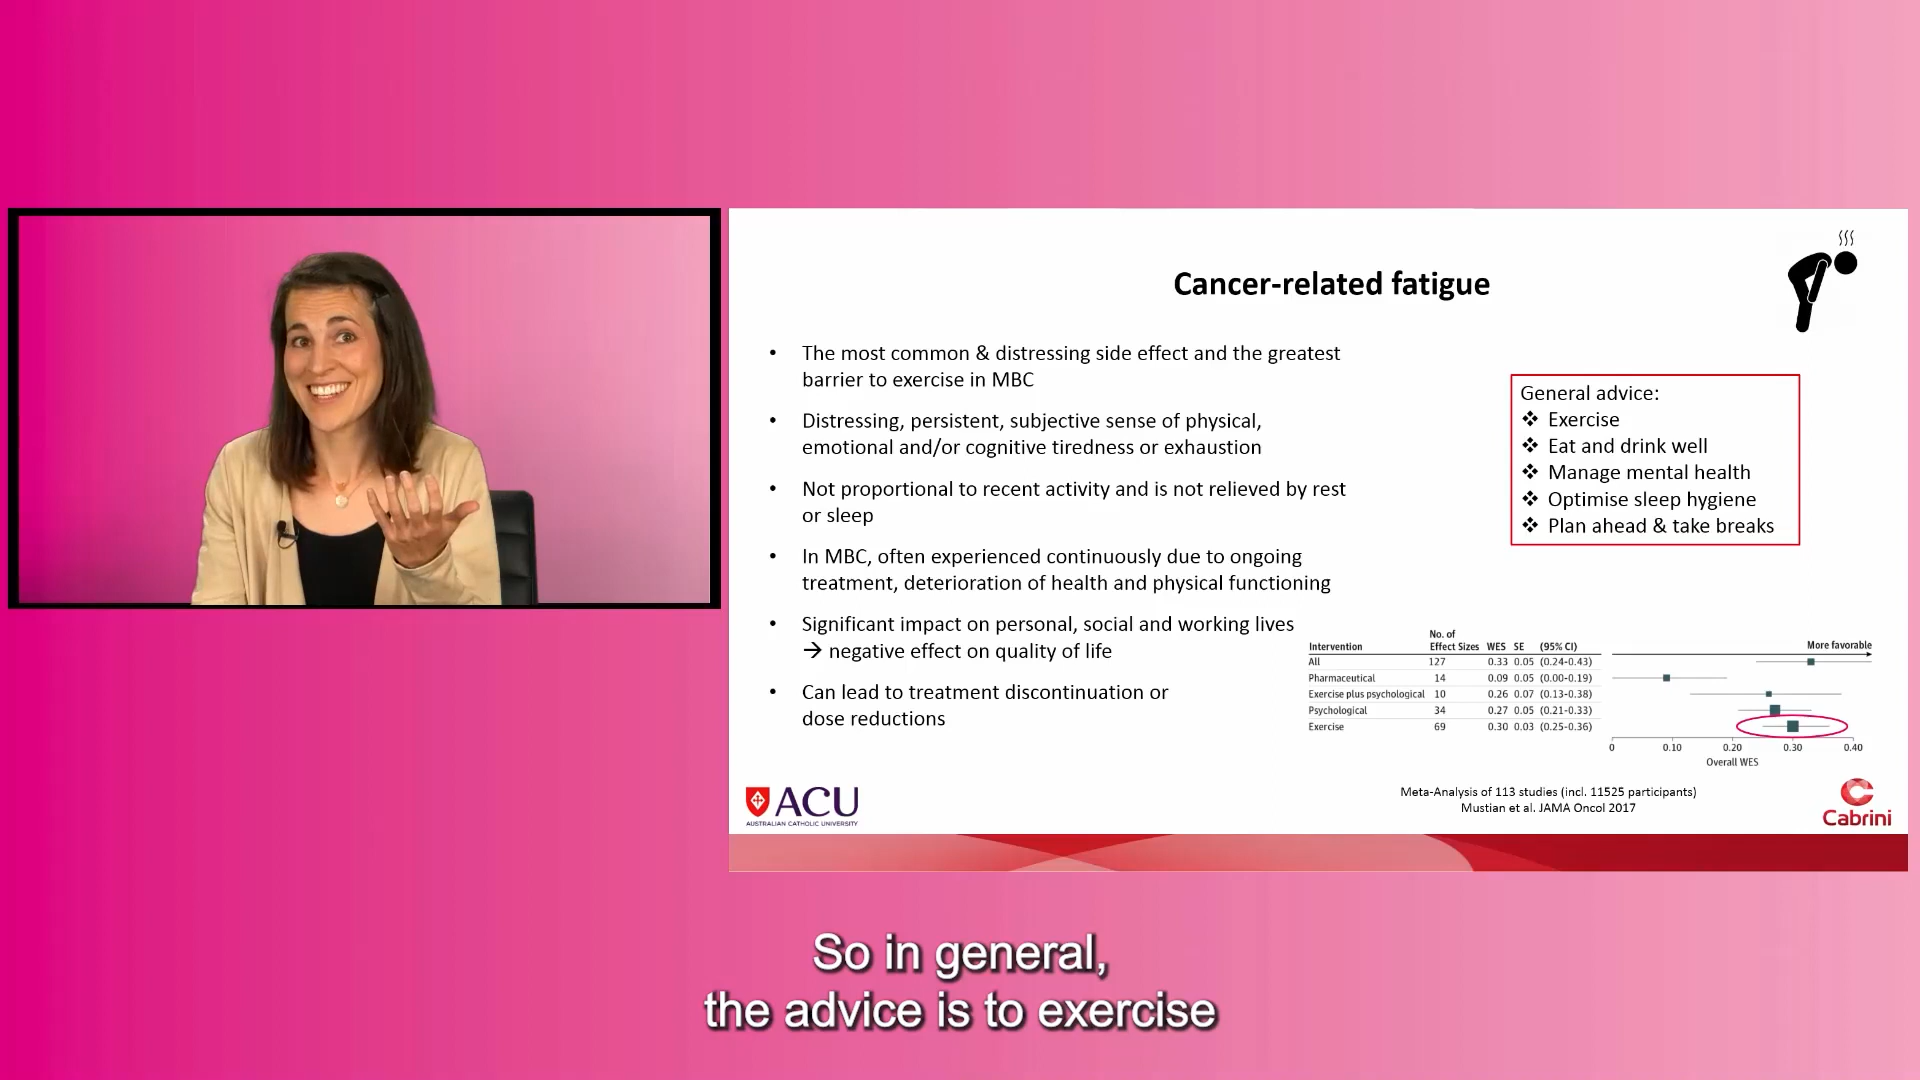 Cancer-related fatigue
• The most common & distressing side effect and the greatest
barrier to exercise in MBC
• Distressing, persistent, subjective sense of physical,
emotional and/or cognitive tiredness or exhaustion
• Not proportional to recent activity and is not relieved by rest
or sleep
• In MBC, often experienced continuously due to ongoing
treatment, deterioration of health and physical functioning
• Significant impact on personal, social and working lives
→ negative effect on quality of life
• Can lead to treatment discontinuation or
dose reductions
General advice:
❖ Exercise
❖ Eat and drink well
❖ Manage mental health
❖ Optimise sleep hygiene
❖ Plan ahead & take breaks
Intervention No. of Effect Sizes WES SE (95% CI) More favorable
All 127 0.33 0.05 (0.24-0.43)
Pharmaceutical 14 0.09 0.05 (0.00-0.19)
Exercise plus psychological 10 0.26 0.07 (0.13-0.38)
Psychological 34 0.27 0.05 (0.21-0.33)
Exercise 69 0.30 0.03 (0.25-0.36)
0 0.10 0.20 0.30 0.40
Overall WES
Meta-Analysis of 113 studies (incl. 11525 participants)
Mustian et al. JAMA Oncol 2017
ACU
AUSTRALIAN CATHOLIC UNIVERSITY
Cabrini
So in general,
the advice is to exercise